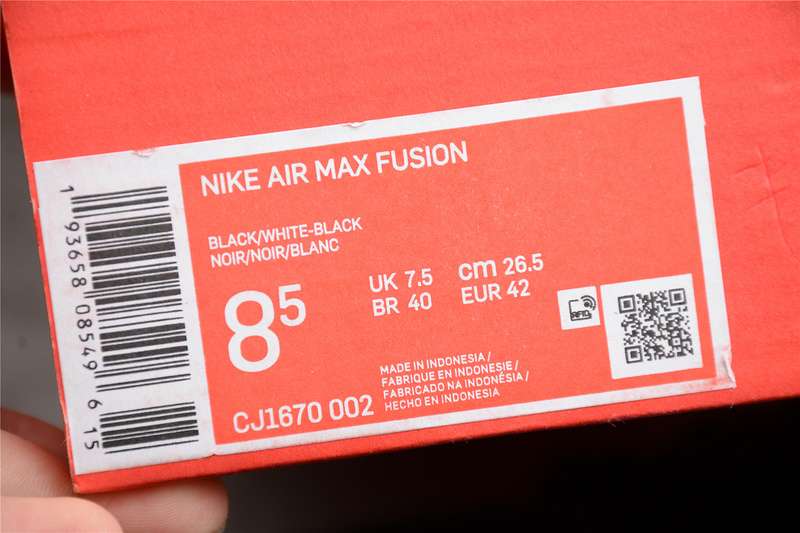 NIKE AIR MAX FUSION
BLACK/WHITE-BLACK
NOIR/NOIR/BLANC
8 5
UK 7.5 cm 26.5
BR 40 EUR 42
RFID
MADE IN INDONESIA /
FABRIQUE EN INDONESIE /
FABRICADO NA INDONÉSIA /
HECHO EN INDONESIA
CJ1670 002
1 93658 08549 6 15